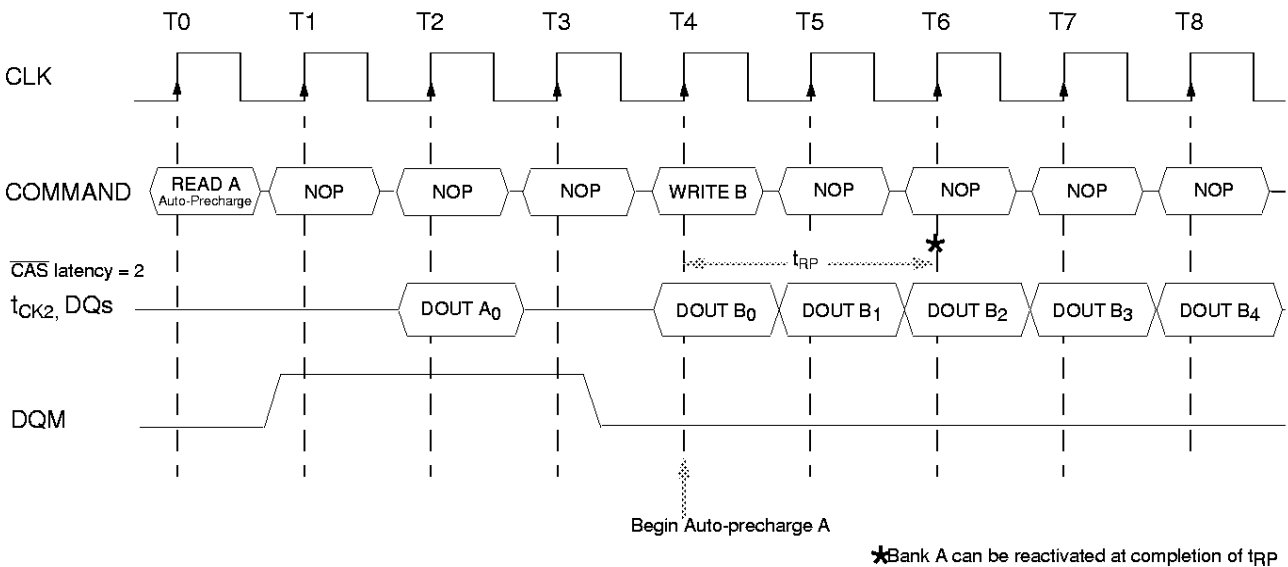 T0 T1 T2 T3 T4 T5 T6 T7 T8
CLK
COMMAND READ A NOP NOP NOP WRITE B NOP NOP NOP NOP
Auto-Precharge
*
tRP
CAS latency = 2
tCK2, DQs DOUT A0 DOUT B0 DOUT B1 DOUT B2 DOUT B3 DOUT B4
DQM
Begin Auto-precharge A
*Bank A can be reactivated at completion of tRP